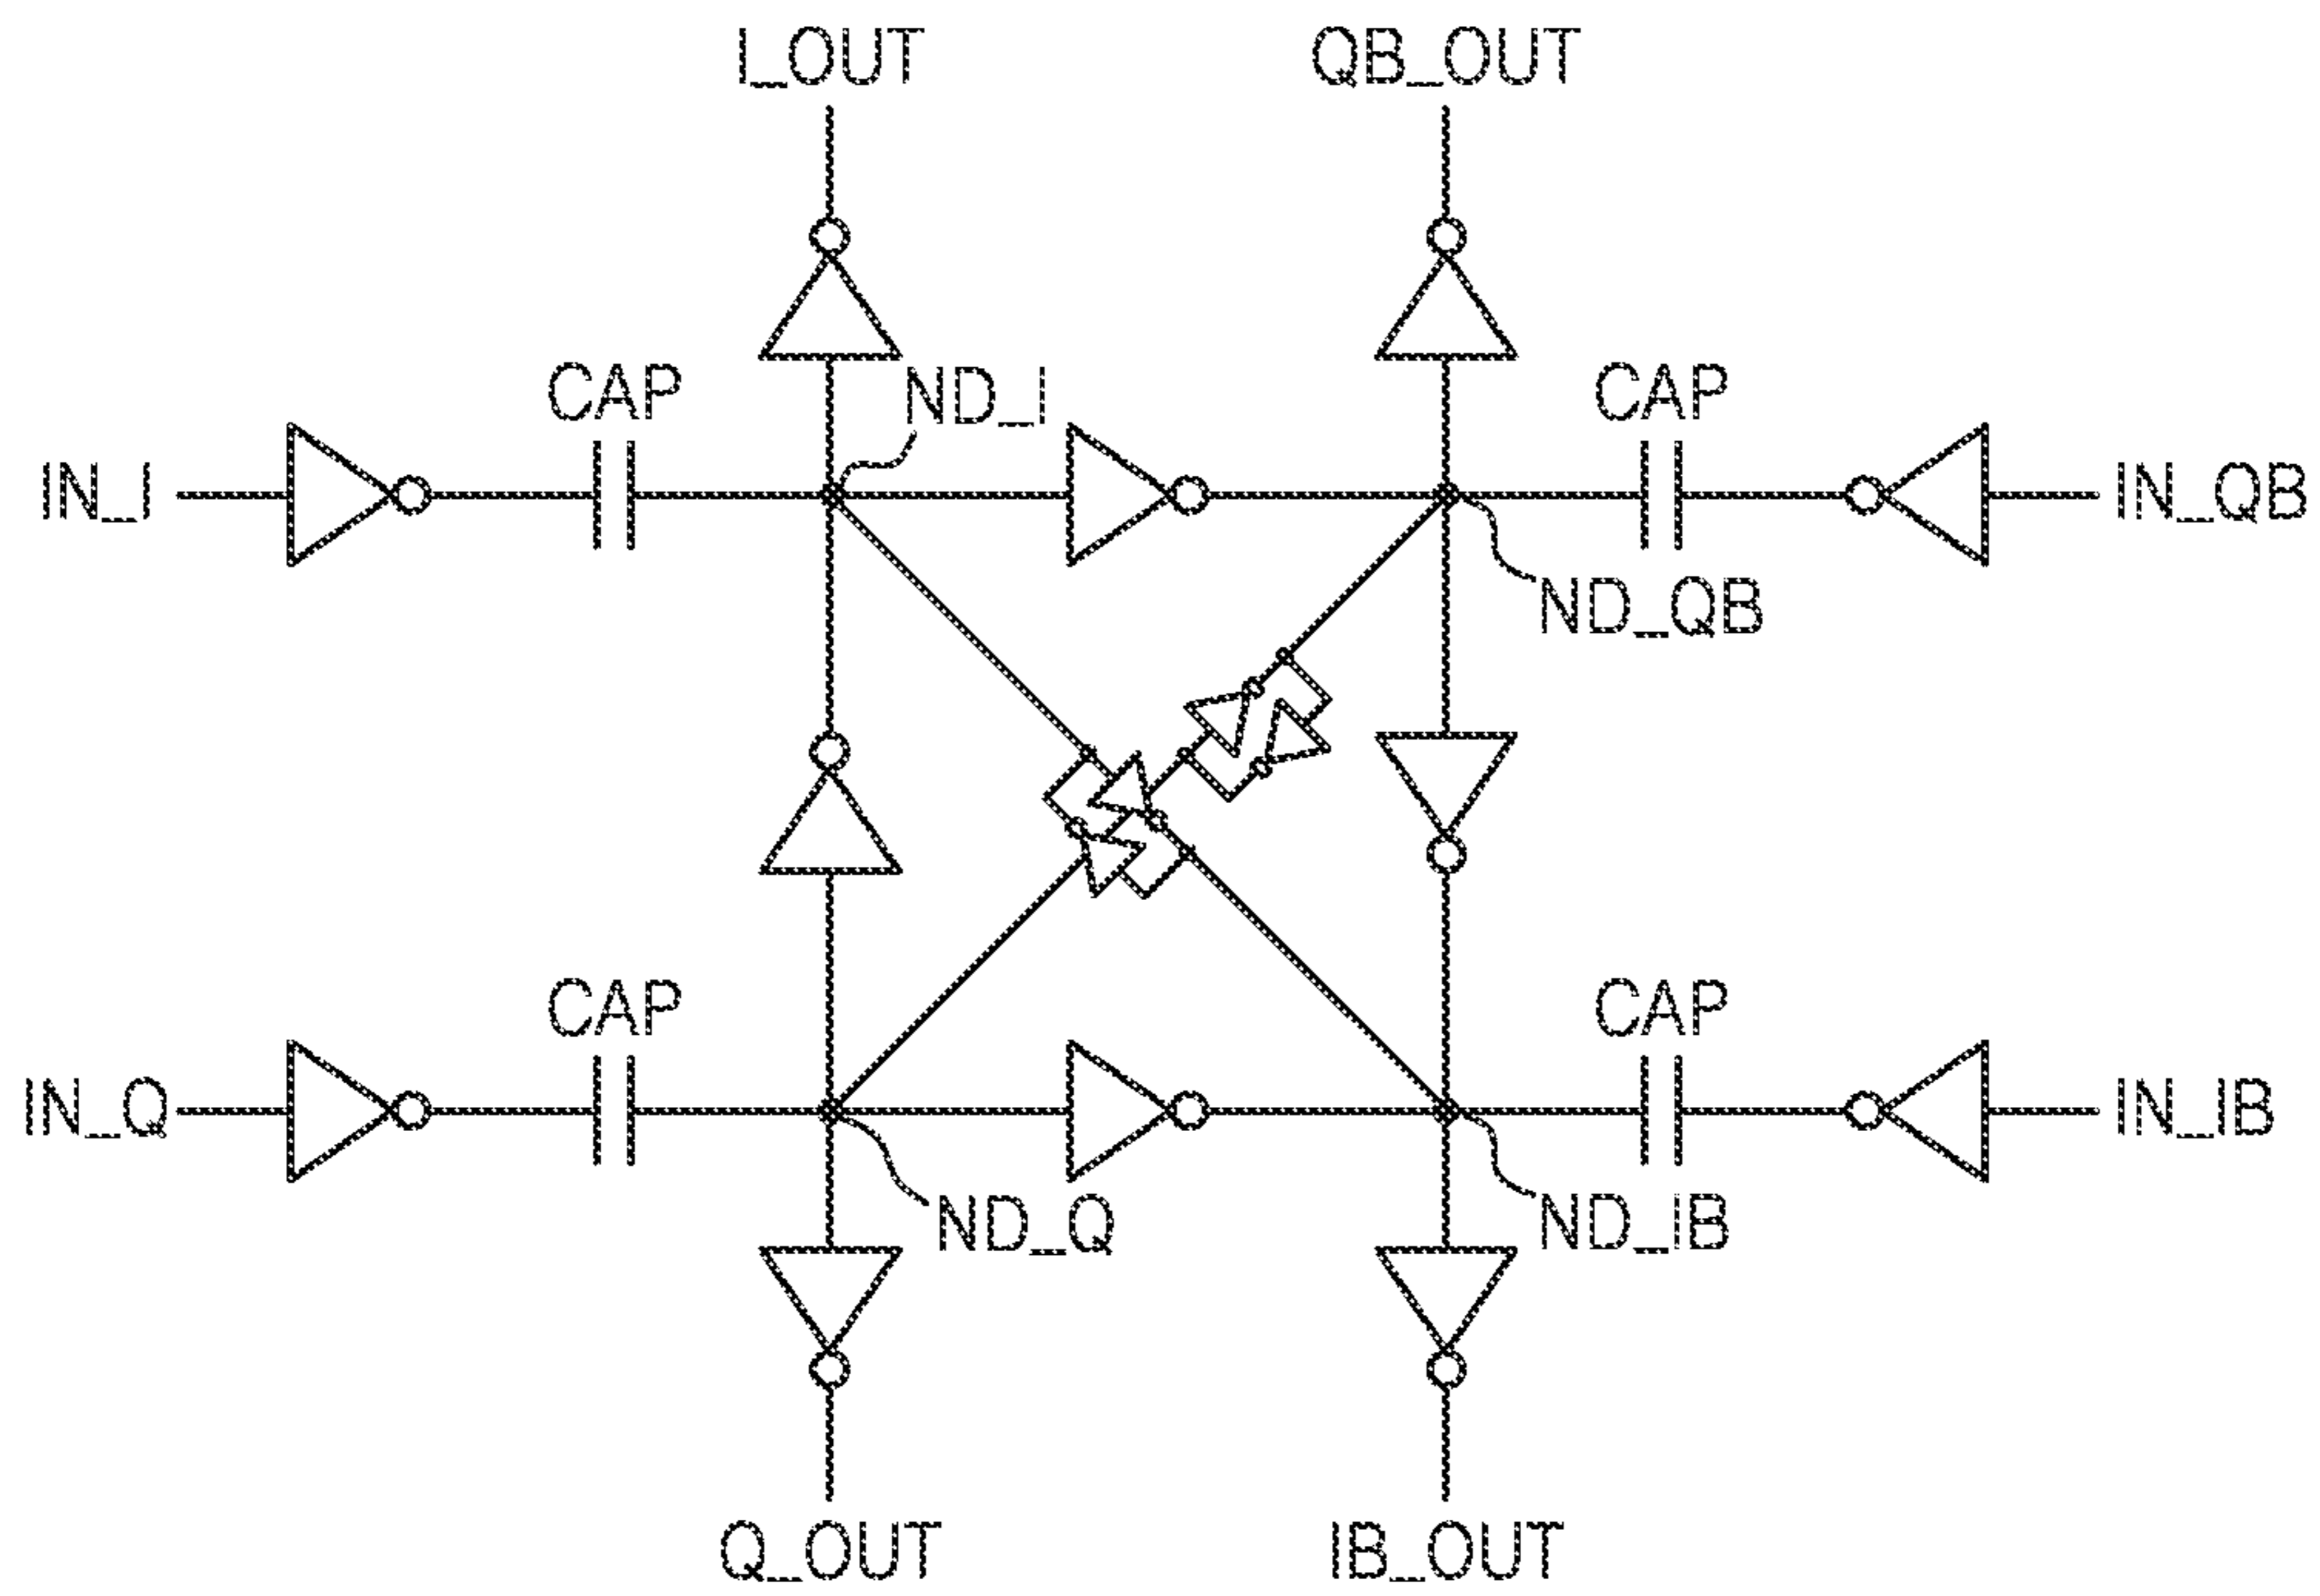 I_OUT
QB_OUT
CAP
ND_I
CAP
IN_I
IN_QB
ND_QB
CAP
CAP
IN_Q
IN_IB
ND_Q
ND_IB
Q_OUT
IB_OUT